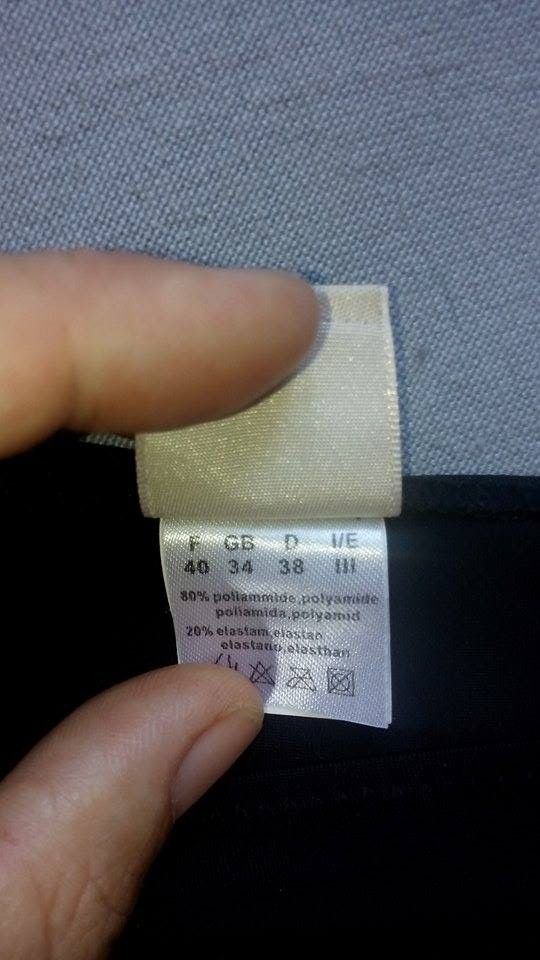 F GB D I/E
40 34 38 III
80% poliammide,polyamide
poliamida,polyamid
20% elastam,elastan
elastano,elasthan